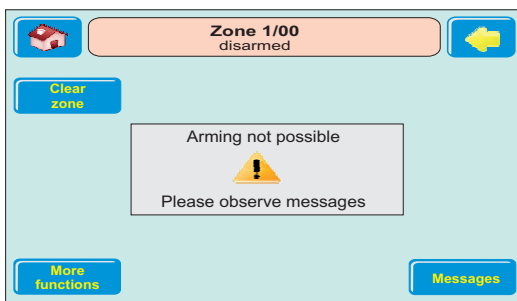 Zone 1/00
disarmed
Clear
zone
Arming not possible
Please observe messages
More
functions
Messages